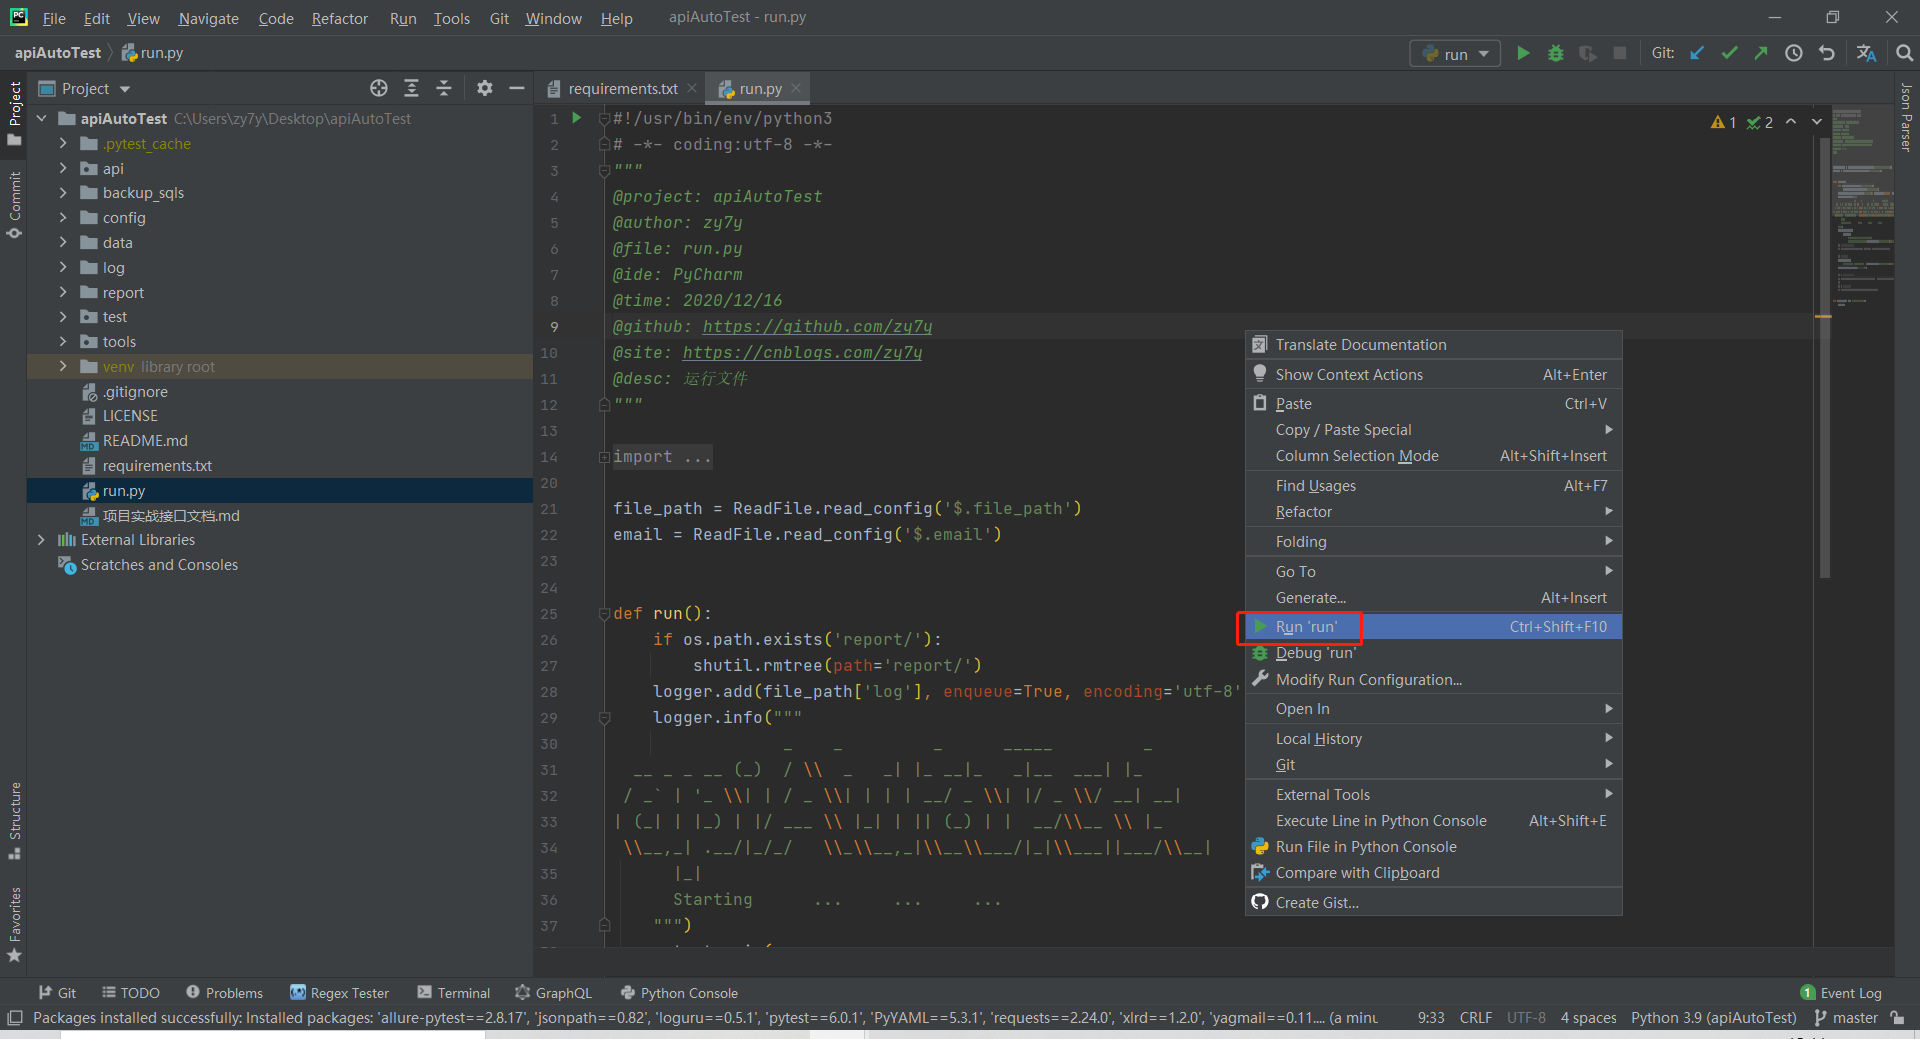 File Edit View Navigate Code Refactor Run Tools Git Window Help apiAutoTest - run.py
apiAutoTest run.py run Git:
Project
requirements.txt run.py
Project
Commit
Structure
Favorites
Json Parser
apiAutoTest C:\Users\zy7y\Desktop\apiAutoTest
.pytest_cache
api
backup_sqls
config
data
log
report
test
tools
venv library root
.gitignore
LICENSE
README.md
requirements.txt
run.py
项目实战接口文档.md
External Libraries
Scratches and Consoles
1 #!/usr/bin/env/python3
2 # -*- coding:utf-8 -*-
3 """
4 @project: apiAutoTest
5 @author: zy7y
6 @file: run.py
7 @ide: PyCharm
8 @time: 2020/12/16
9 @github: https://github.com/zy7y
10 @site: https://cnblogs.com/zy7y
11 @desc: 运行文件
12 """
13
14 import ...
20
21 file_path = ReadFile.read_config('$.file_path')
22 email = ReadFile.read_config('$.email')
23
24
25 def run():
26 if os.path.exists('report/'):
27 shutil.rmtree(path='report/')
28 logger.add(file_path['log'], enqueue=True, encoding='utf-8'
29 logger.info("""
30 _ _ _ _____ _
31 __ _ _ __ (_) / \\ _ _| |_ __|_ _|__ ___| |_
32 / _` | '_ \\| | / _ \\| | | | __/ _ \\| |/ _ \\/ __| __|
33 | (_| | |_) | |/ ___ \\ |_| | || (_) | | __/\\__ \\ |_
34 \\__,_| .__/|_/_/ \\_\\__,_|\\__\\___/|_|\\___||___/\\__|
35 |_|
36 Starting ... ... ...
37 """)
1 2
Translate Documentation
Show Context Actions Alt+Enter
Paste Ctrl+V
Copy / Paste Special
Column Selection Mode Alt+Shift+Insert
Find Usages Alt+F7
Refactor
Folding
Go To
Generate... Alt+Insert
Run 'run' Ctrl+Shift+F10
Debug 'run'
Modify Run Configuration...
Open In
Local History
Git
External Tools
Execute Line in Python Console Alt+Shift+E
Run File in Python Console
Compare with Clipboard
Create Gist...
Git TODO Problems Regex Tester Terminal GraphQL Python Console 1 Event Log
Packages installed successfully: Installed packages: 'allure-pytest==2.8.17', 'jsonpath==0.82', 'loguru==0.5.1', 'pytest==6.0.1', 'PyYAML==5.3.1', 'requests==2.24.0', 'xlrd==1.2.0', 'yagmail==0.11.... (a minu 9:33 CRLF UTF-8 4 spaces Python 3.9 (apiAutoTest) master